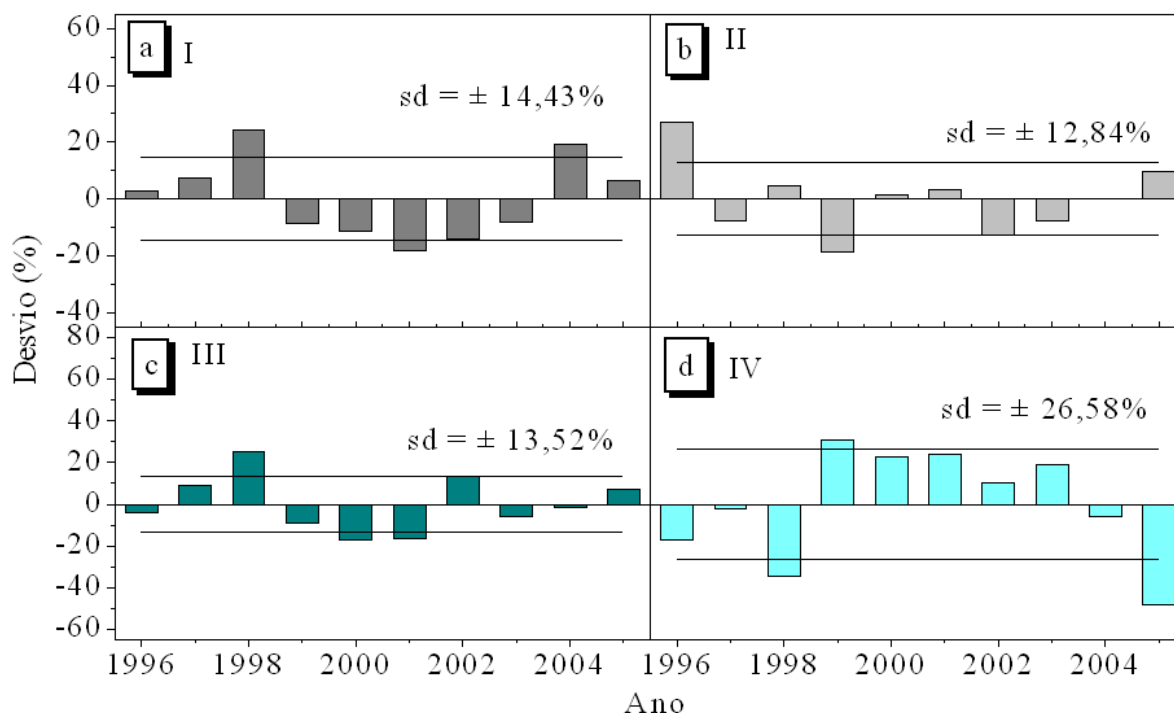 a I
sd = ± 14,43%
b II
sd = ± 12,84%
60
40
20
0
-20
-40
Desvio (%)
c III
sd = ± 13,52%
d IV
sd = ± 26,58%
80
60
40
20
0
-20
-40
-60
1996 1998 2000 2002 2004 1996 1998 2000 2002 2004
Ano